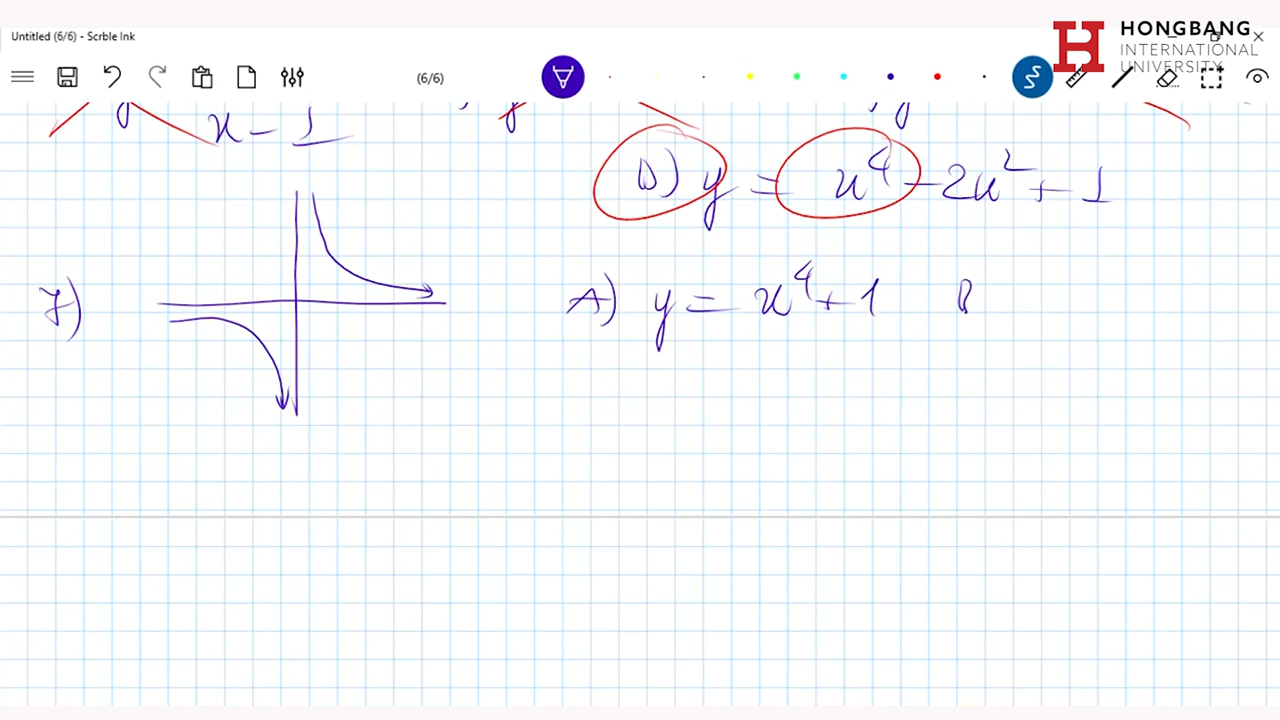 Untitled (6/6) - Scrble Ink
HONGBANG
INTERNATIONAL
UNIVERSITY
(6/6)
x - 1
D) y = x⁴ - 2x² + 1
7)
A) y = x⁴ + 1 B